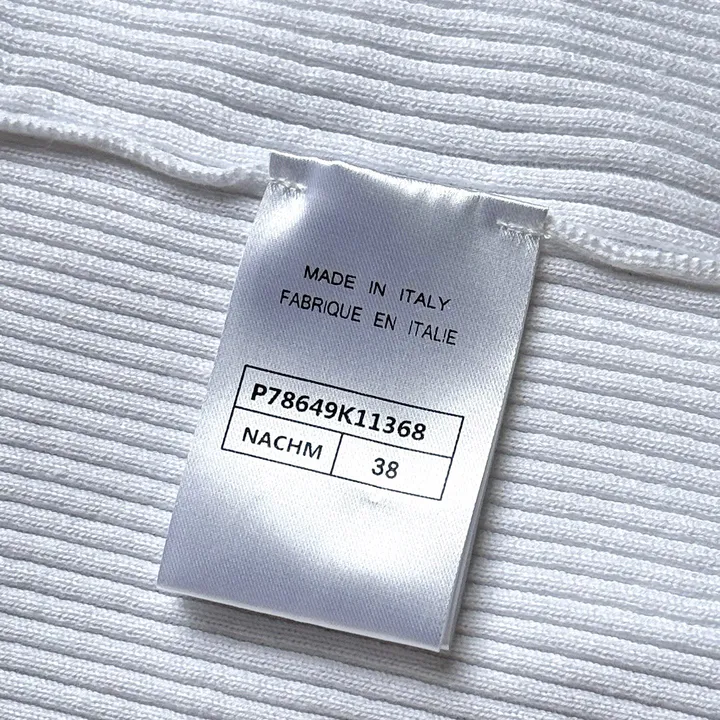 MADE IN ITALY
FABRIQUE EN ITALIE
P78649K11368
NACHM 38